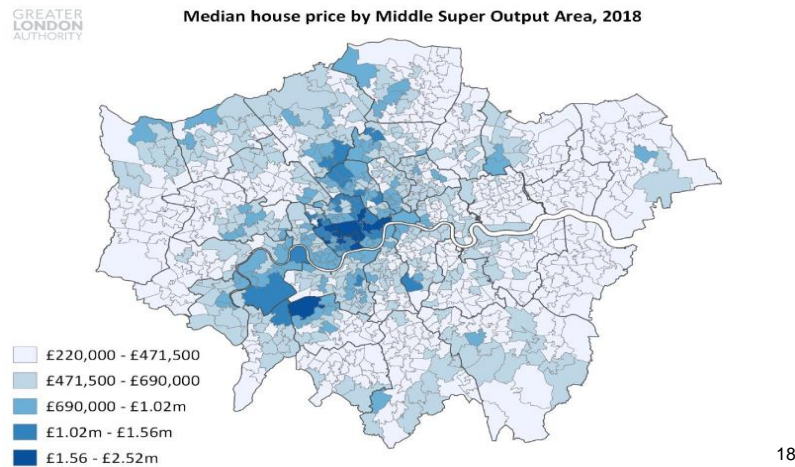 GREATER
LONDON
AUTHORITY
Median house price by Middle Super Output Area, 2018
£220,000 - £471,500
£471,500 - £690,000
£690,000 - £1.02m
£1.02m - £1.56m
£1.56 - £2.52m
18